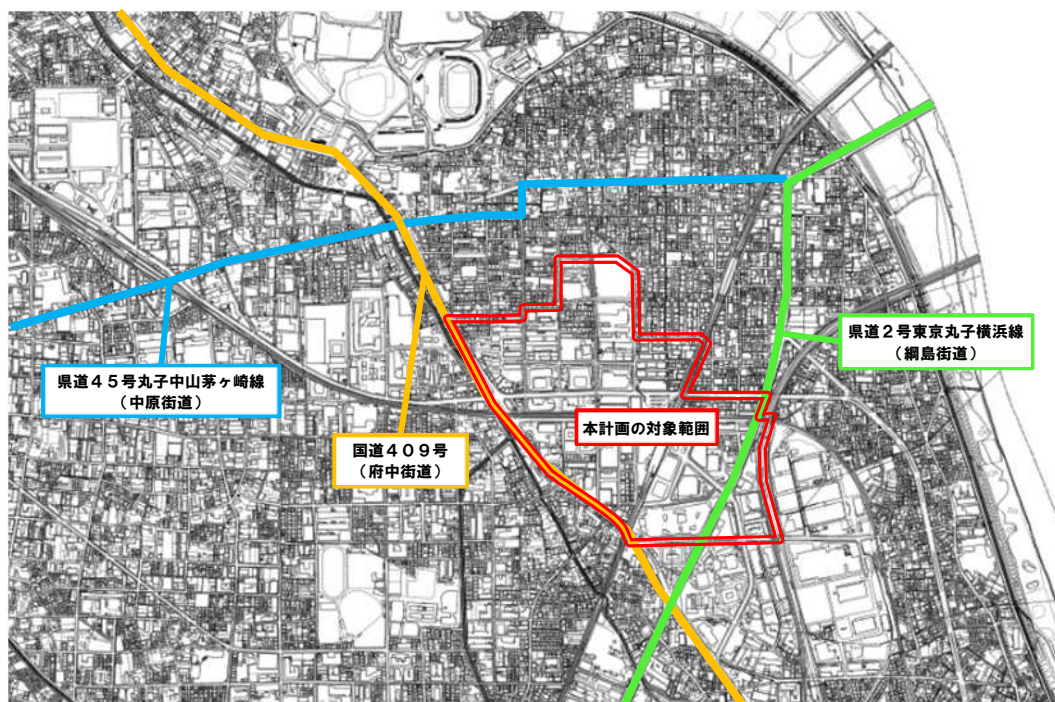 県道２号東京丸子横浜線
（綱島街道）
県道４５号丸子中山茅ヶ崎線
（中原街道）
本計画の対象範囲
国道４０９号
（府中街道）